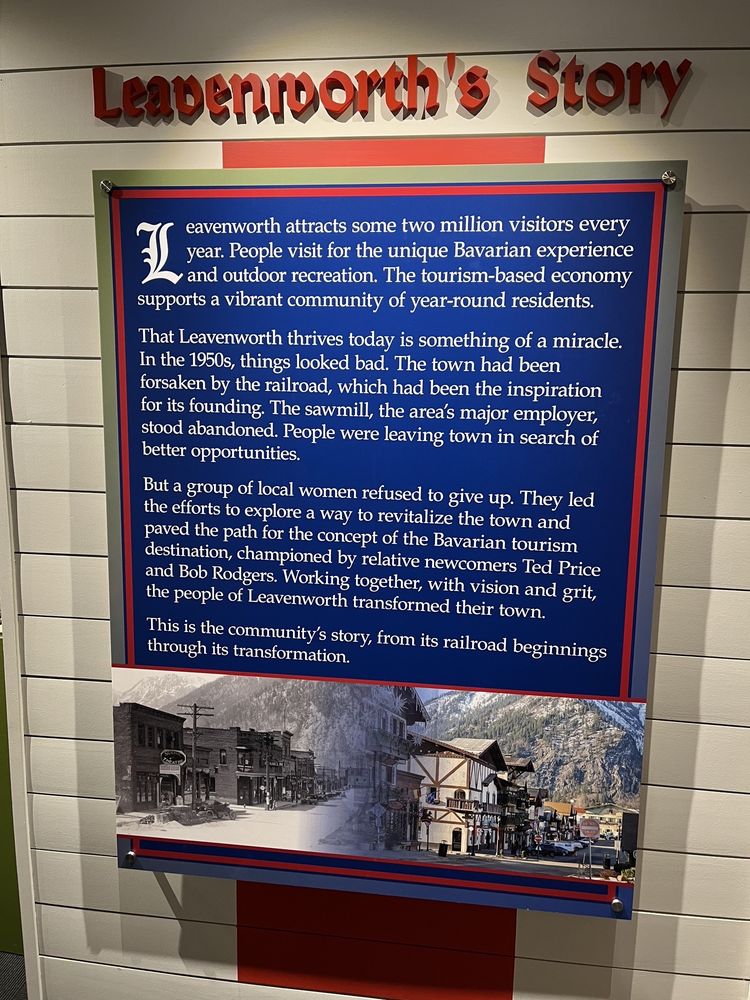 Leavenworth's Story
Leavenworth attracts some two million visitors every
year. People visit for the unique Bavarian experience
and outdoor recreation. The tourism-based economy
supports a vibrant community of year-round residents.
That Leavenworth thrives today is something of a miracle.
In the 1950s, things looked bad. The town had been
forsaken by the railroad, which had been the inspiration
for its founding. The sawmill, the area's major employer,
stood abandoned. People were leaving town in search of
better opportunities.
But a group of local women refused to give up. They led
the efforts to explore a way to revitalize the town and
paved the path for the concept of the Bavarian tourism
destination, championed by relative newcomers Ted Price
and Bob Rodgers. Working together, with vision and grit,
the people of Leavenworth transformed their town.
This is the community's story, from its railroad beginnings
through its transformation.